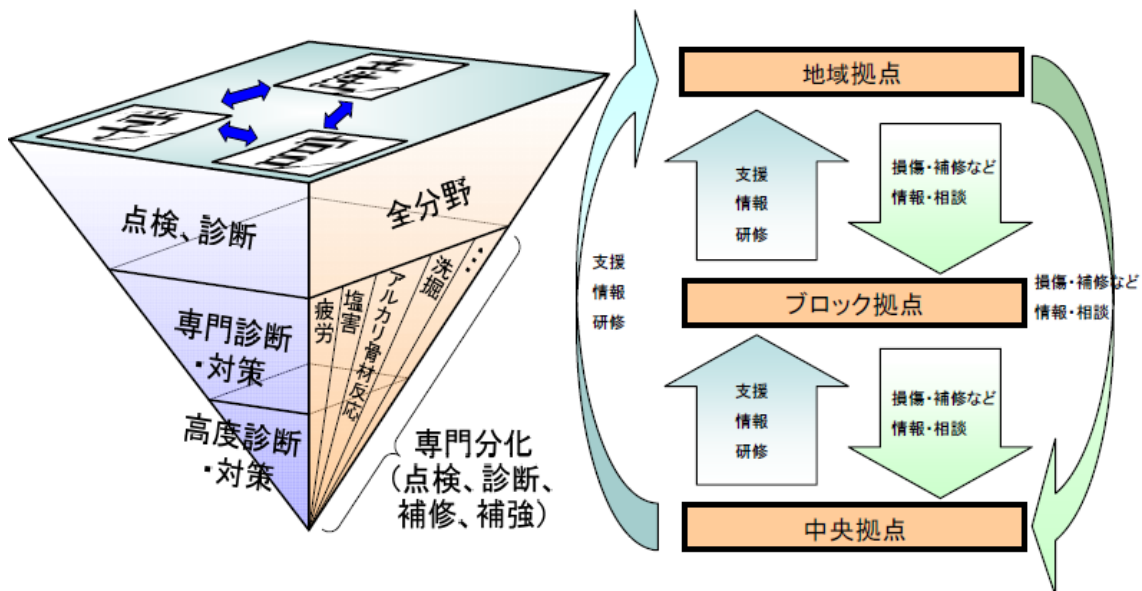 点検、診断
全分野
専門診断
・対策
高度診断
・対策
疲労
塩害
アルカリ骨材反応
洗掘
・・・
専門分化
(点検、診断、
補修、補強)
地域拠点
支援
情報
研修
損傷・補修など
情報・相談
支援
情報
研修
ブロック拠点
損傷・補修など
情報・相談
支援
情報
研修
損傷・補修など
情報・相談
中央拠点